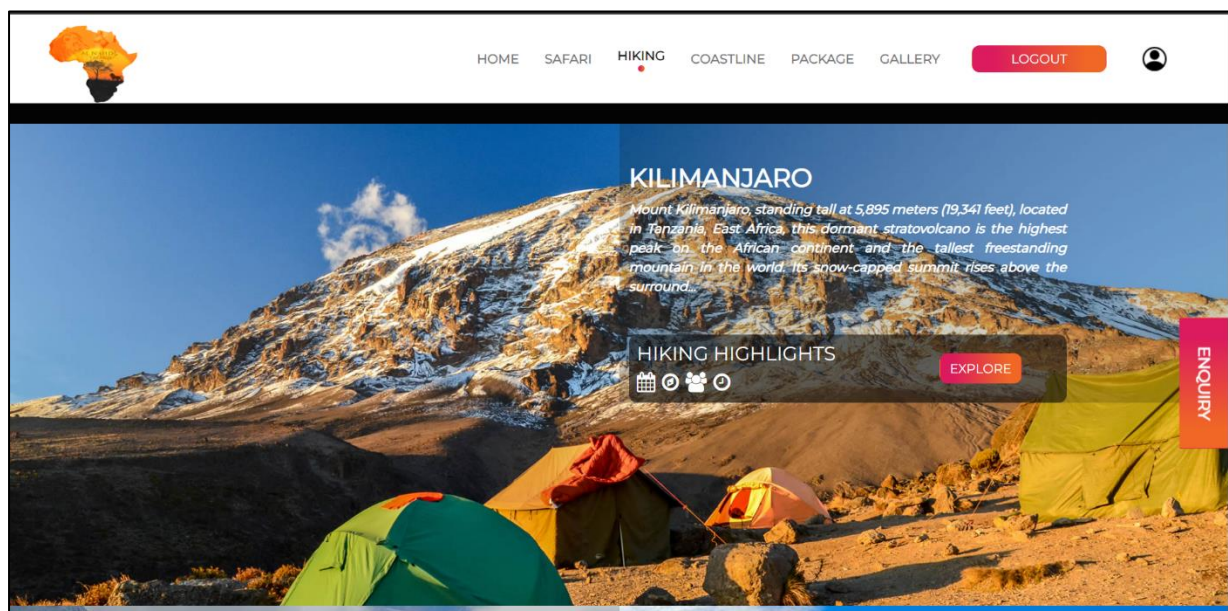 HOME SAFARI HIKING COASTLINE PACKAGE GALLERY LOGOUT
KILIMANJARO
Mount Kilimanjaro, standing tall at 5,895 meters (19,341 feet), located
in Tanzania, East Africa, this dormant stratovolcano is the highest
peak on the African continent and the tallest freestanding
mountain in the world. Its snow-capped summit rises above the
surround...
HIKING HIGHLIGHTS
EXPLORE
ENQUIRY